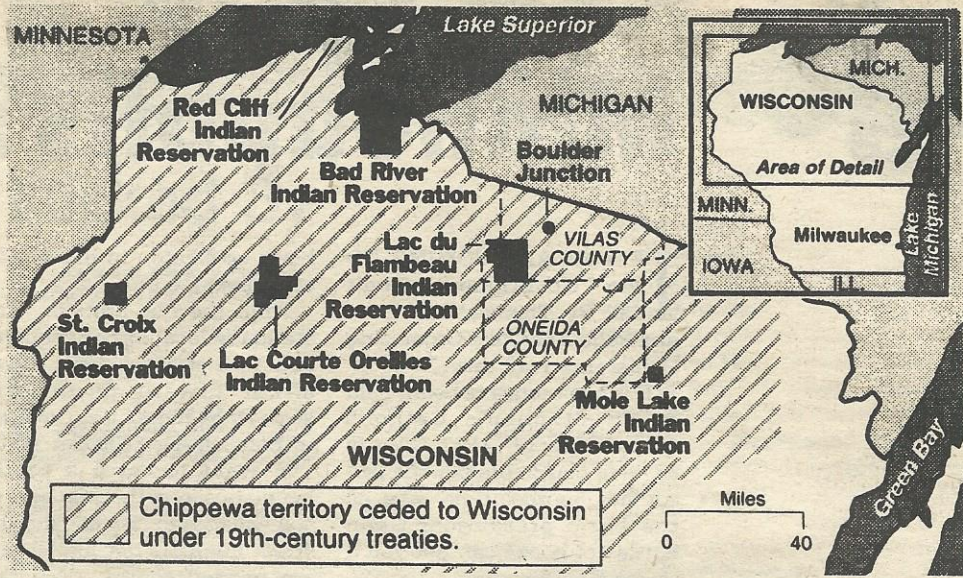 MINNESOTA
Lake Superior
MICHIGAN
Red Cliff
Indian
Reservation
Bad River
Indian Reservation
Boulder
Junction
Lac du
Flambeau
Indian
Reservation
VILAS
COUNTY
ONEIDA
COUNTY
St. Croix
Indian
Reservation
Lac Courte Oreilles
Indian Reservation
Mole Lake
Indian
Reservation
WISCONSIN
Green Bay
Chippewa territory ceded to Wisconsin
under 19th-century treaties.
Miles
0 40
MICH.
WISCONSIN
Area of Detail
MINN.
Milwaukee
Lake
Michigan
IOWA
ILL.